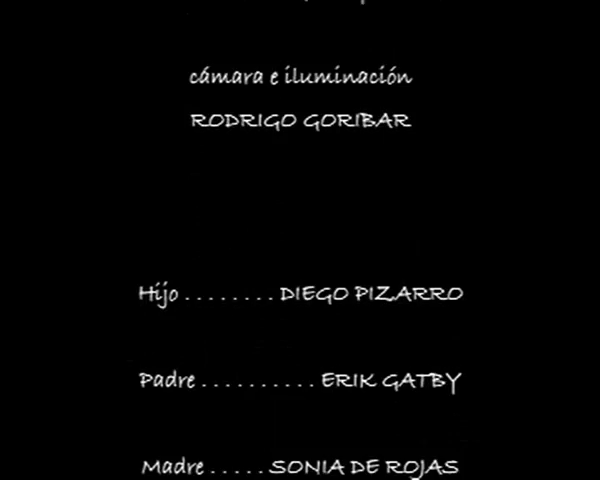 cámara e iluminación
RODRIGO GORIBAR
Hijo . . . . . . . . DIEGO PIZARRO
Padre . . . . . . . . . . ERIK GATBY
Madre . . . . . SONIA DE ROJAS